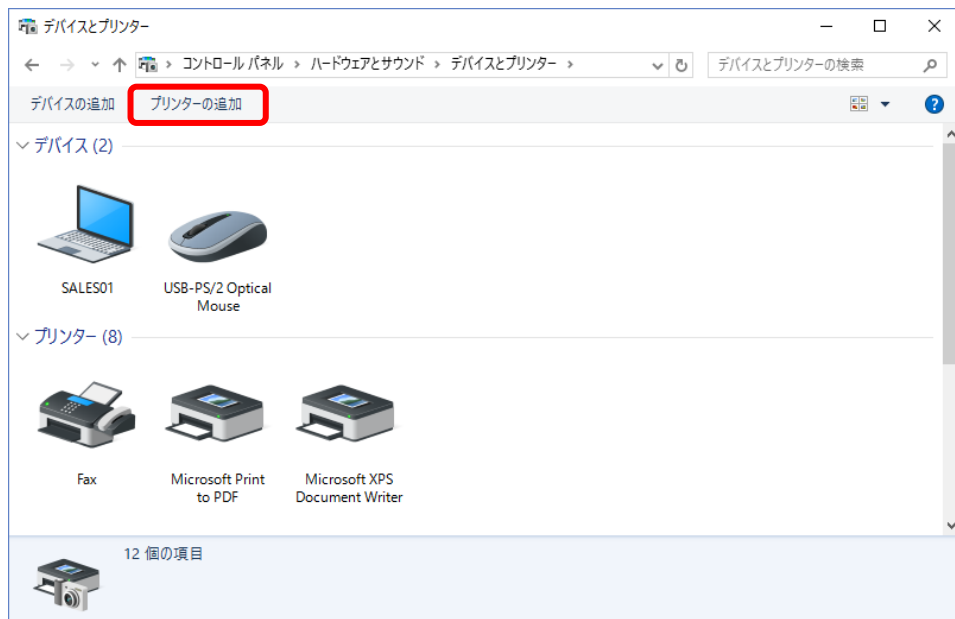 デバイスとプリンター
コントロール パネル › ハードウェアとサウンド › デバイスとプリンター ›
デバイスとプリンターの検索
デバイスの追加 プリンターの追加
?
デバイス (2)
SALES01
USB-PS/2 Optical
Mouse
プリンター (8)
Fax
Microsoft Print
to PDF
Microsoft XPS
Document Writer
12 個の項目